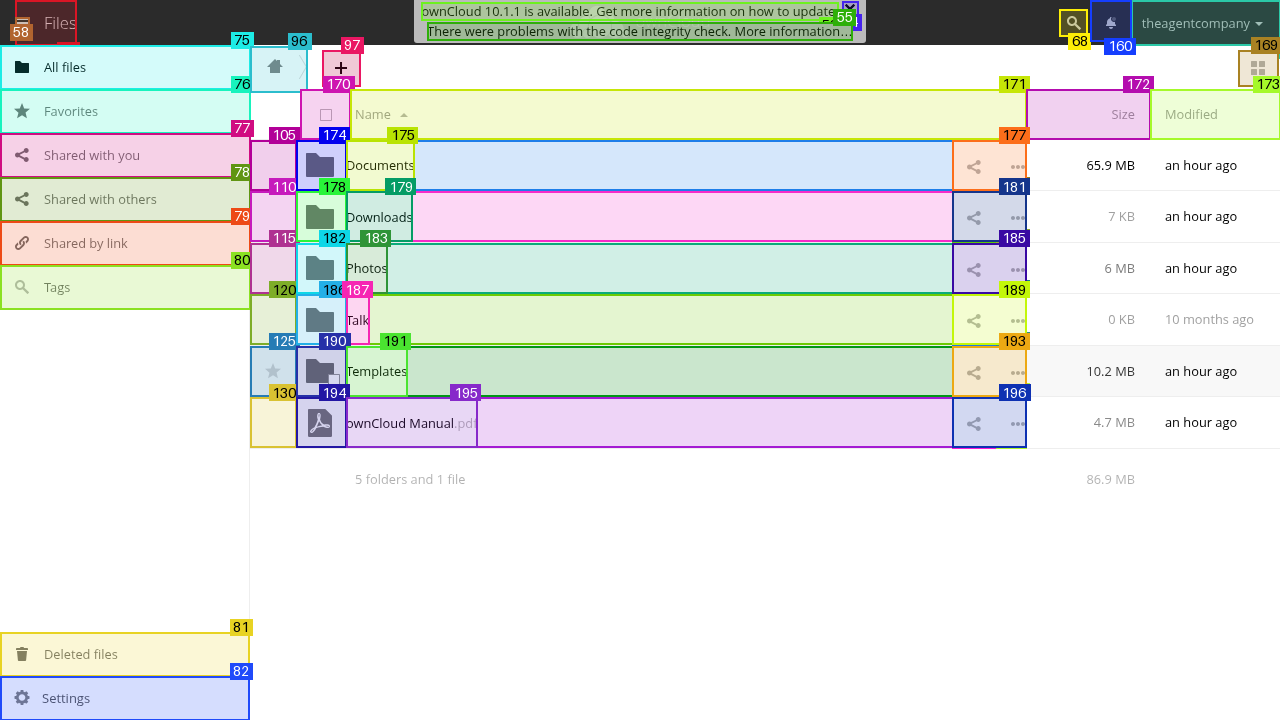 ownCloud 10.1.1 is available. Get more information on how to update
There were problems with the code integrity check. More information…
Files
theagentcompany
58
55
68
160
75
96
97
169
All files
76
170
171
172
173
Favorites
Name
Size
Modified
77
105
174
175
177
Shared with you
Documents
65.9 MB
an hour ago
78
110
178
179
181
Shared with others
Downloads
7 KB
an hour ago
79
115
182
183
185
Shared by link
Photos
6 MB
an hour ago
80
120
186
187
189
Tags
Talk
0 KB
10 months ago
125
190
191
193
Templates
10.2 MB
an hour ago
130
194
195
196
ownCloud Manual.pdf
4.7 MB
an hour ago
5 folders and 1 file
86.9 MB
81
Deleted files
82
Settings